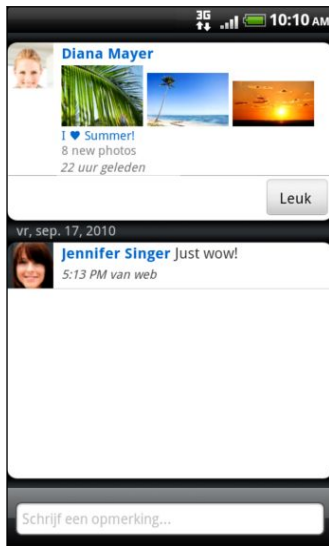 3G 10:10 AM
Diana Mayer
I ♥ Summer!
8 new photos
22 uur geleden
Leuk
vr, sep. 17, 2010
Jennifer Singer Just wow!
5:13 PM van web
Schrijf een opmerking...